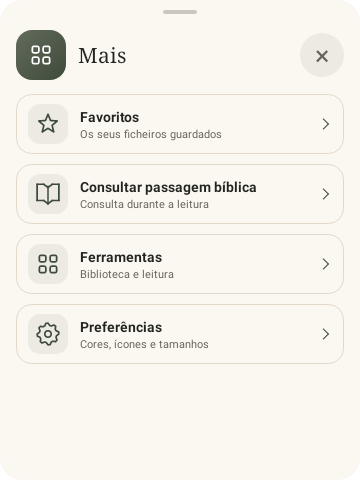 Mais
Favoritos
Os seus ficheiros guardados
Consultar passagem bíblica
Consulta durante a leitura
Ferramentas
Biblioteca e leitura
Preferências
Cores, ícones e tamanhos